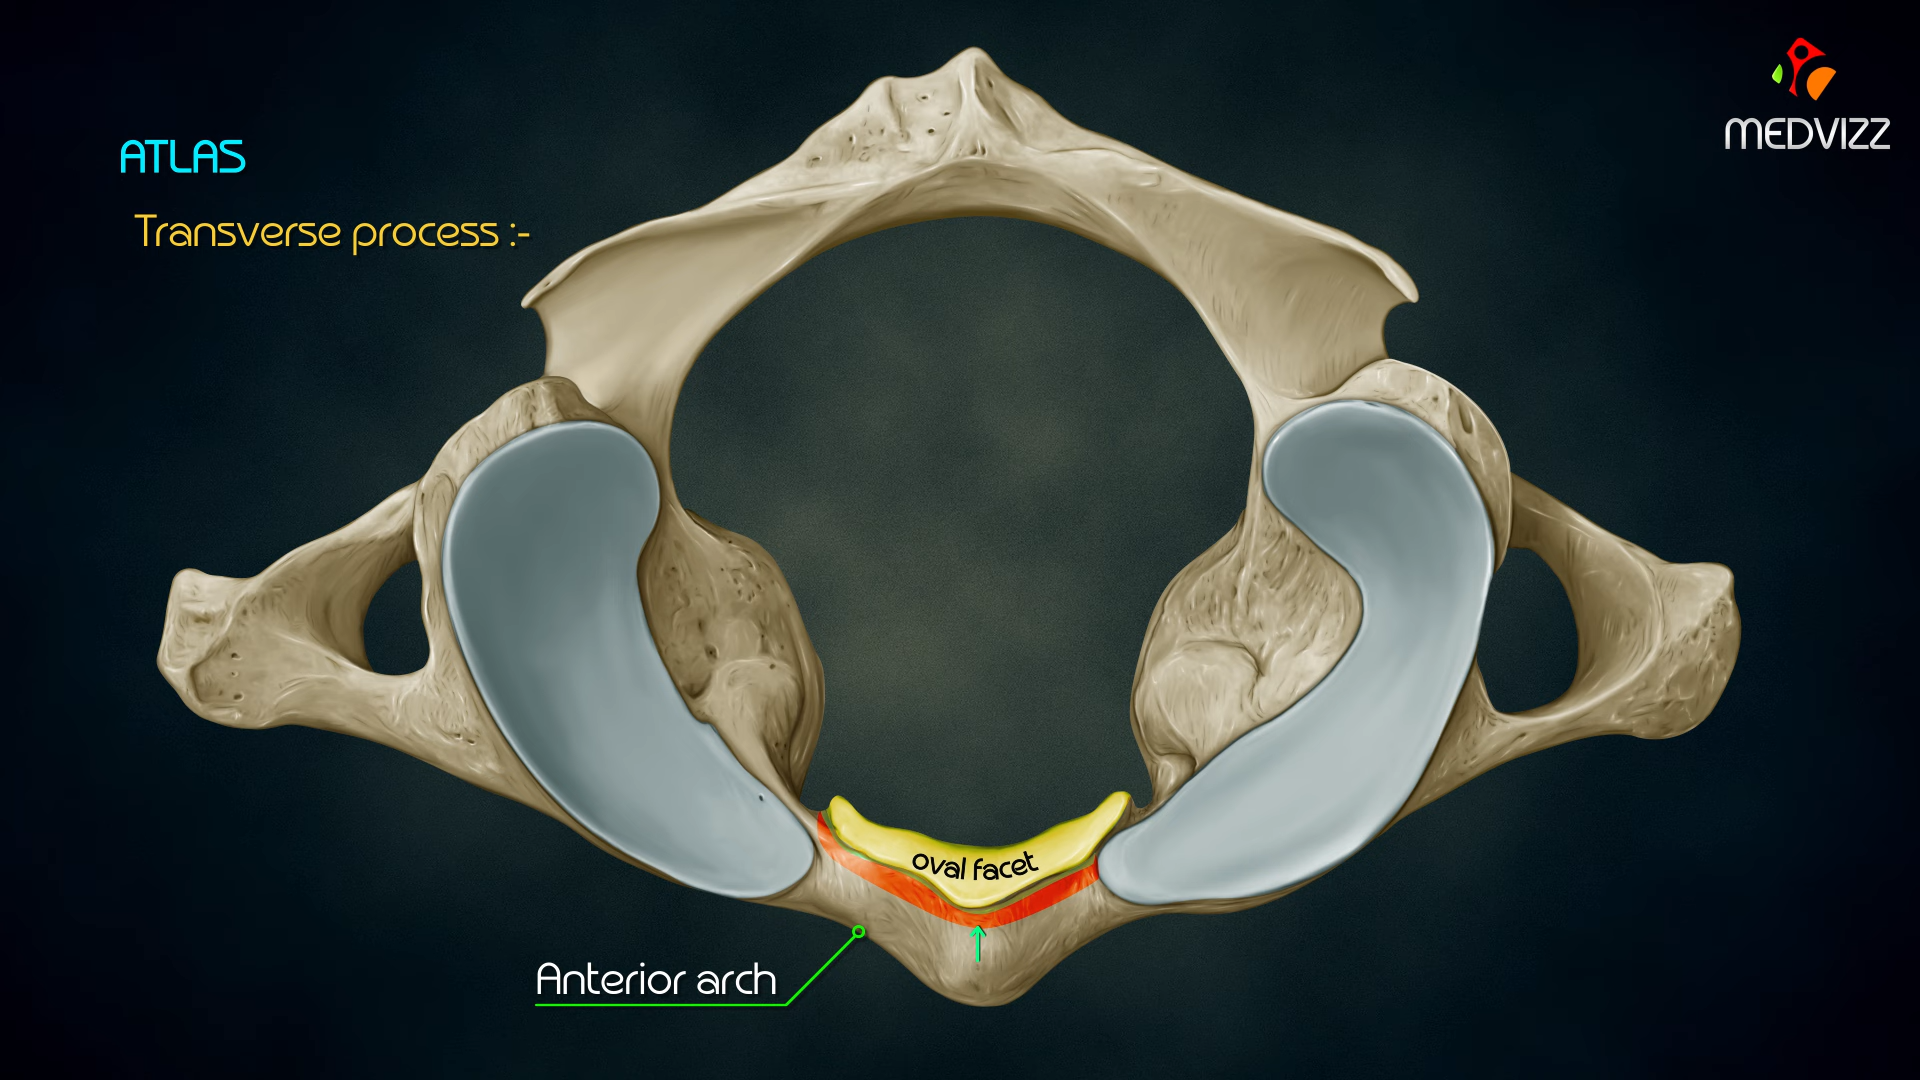 MEDVIZZ
ATLAS
Transverse process :-
oval facet
Anterior arch